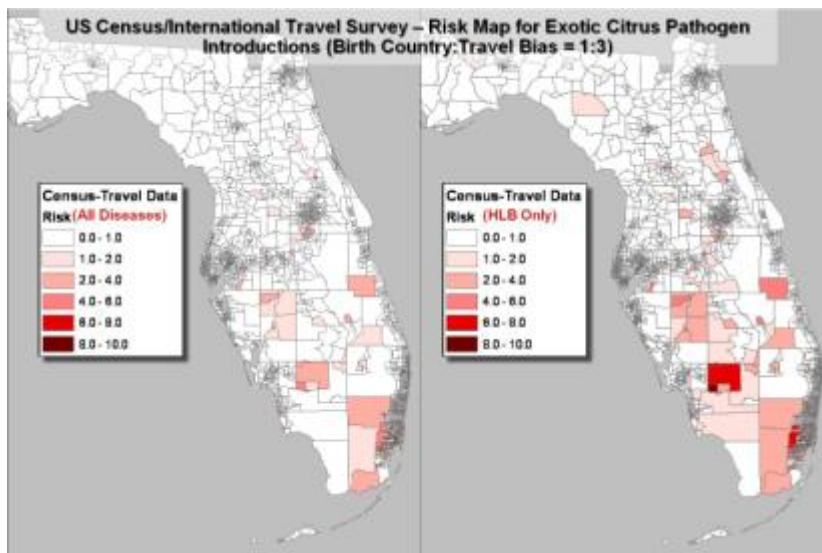 US Census/International Travel Survey – Risk Map for Exotic Citrus Pathogen
Introductions (Birth Country:Travel Bias = 1:3)
Census-Travel Data
Risk (All Diseases)
0.0 - 1.0
1.0 - 2.0
2.0 - 4.0
4.0 - 6.0
6.0 - 8.0
8.0 - 10.0
Census-Travel Data
Risk (HLB Only)
0.0 - 1.0
1.0 - 2.0
2.0 - 4.0
4.0 - 6.0
6.0 - 8.0
8.0 - 10.0